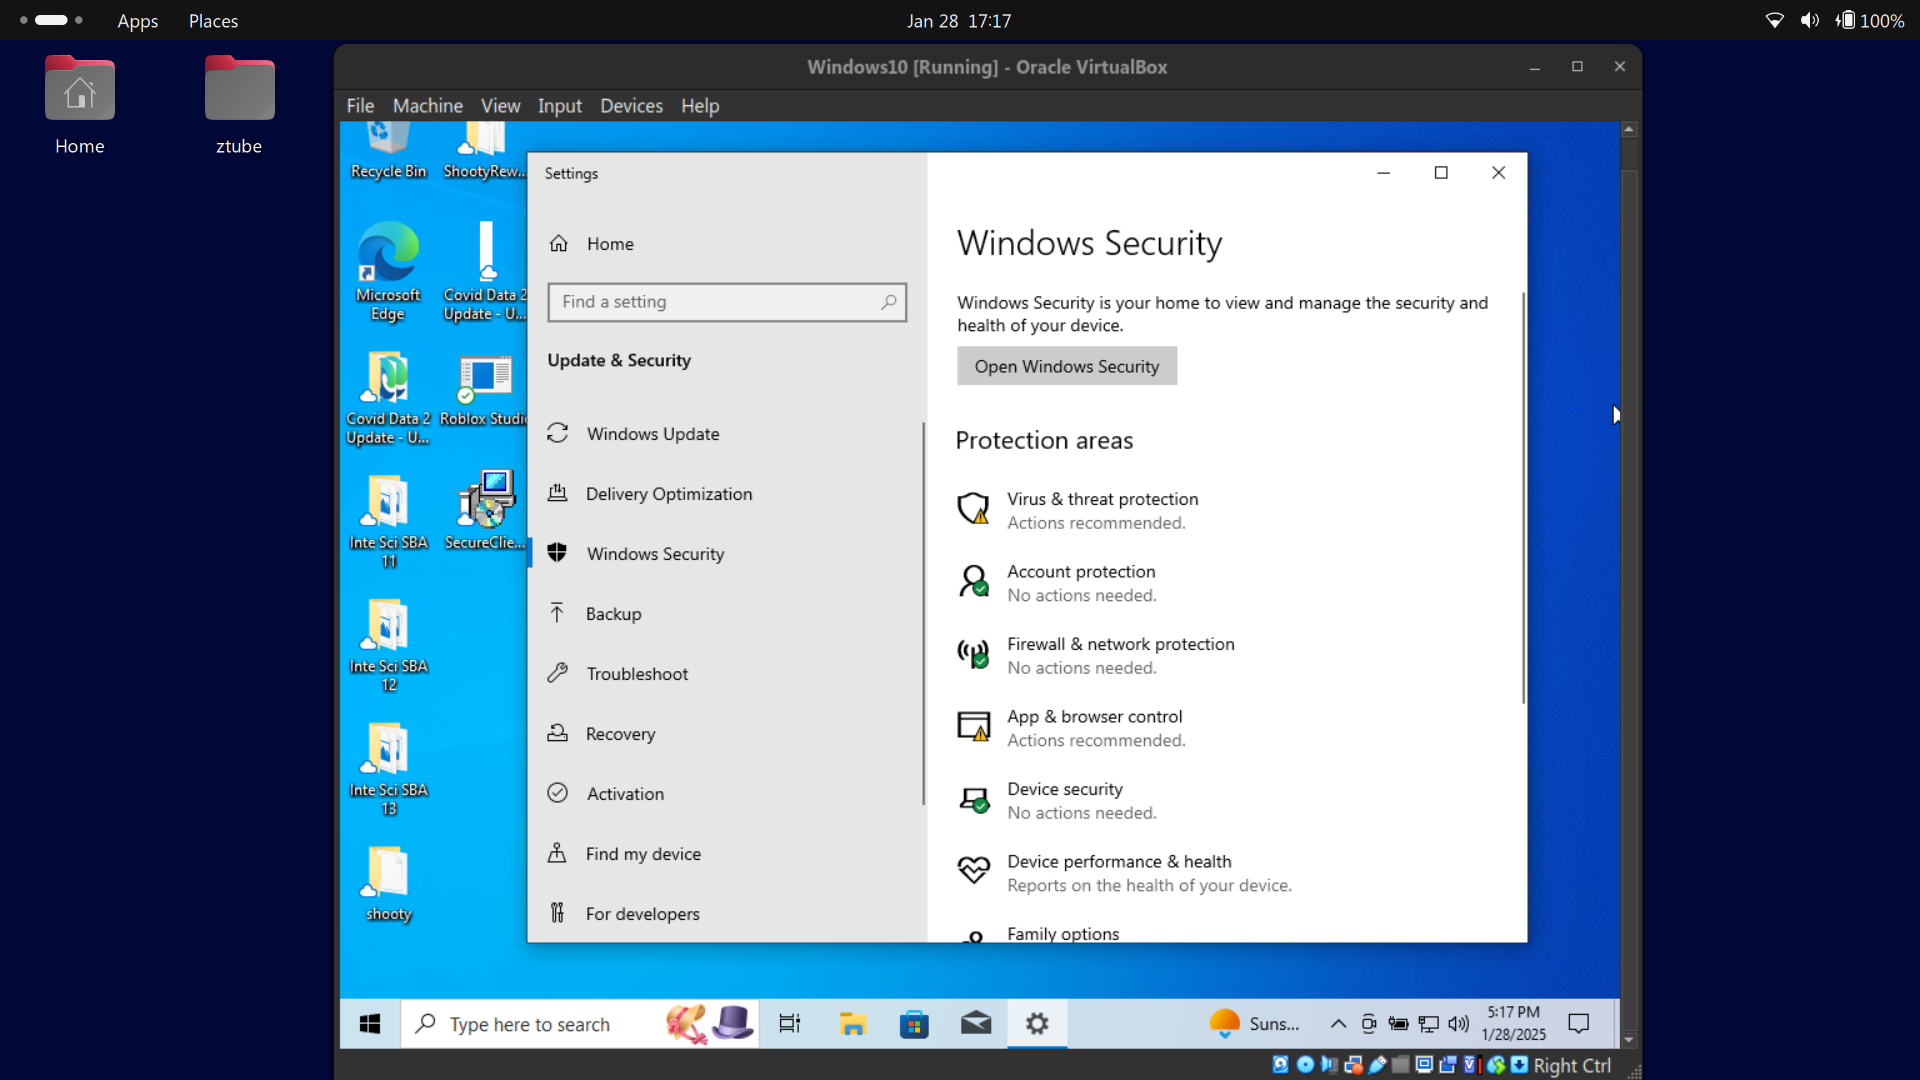 Apps Places
Jan 28 17:17
100%
Home
ztube
Windows10 [Running] - Oracle VirtualBox
File Machine View Input Devices Help
Recycle Bin
ShootyRew...
Microsoft
Edge
Covid Data 2
Update - U...
Covid Data 2
Update - U...
Roblox Studio
Inte Sci SBA
11
SecureClie...
Inte Sci SBA
12
Inte Sci SBA
13
shooty
Settings
Home
Find a setting
Update & Security
Windows Update
Delivery Optimization
Windows Security
Backup
Troubleshoot
Recovery
Activation
Find my device
For developers
Windows Security
Windows Security is your home to view and manage the security and
health of your device.
Open Windows Security
Protection areas
Virus & threat protection
Actions recommended.
Account protection
No actions needed.
Firewall & network protection
No actions needed.
App & browser control
Actions recommended.
Device security
No actions needed.
Device performance & health
Reports on the health of your device.
Family options
Type here to search
Suns...
5:17 PM
1/28/2025
Right Ctrl